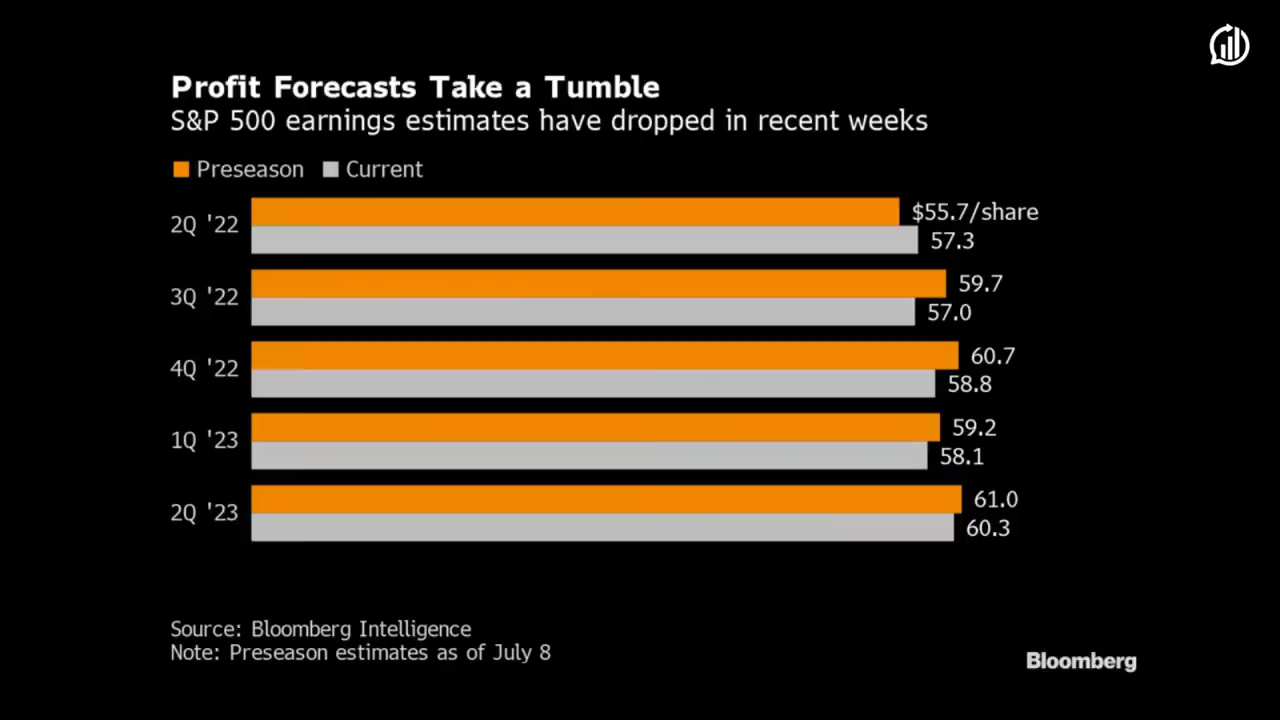 Profit Forecasts Take a Tumble
S&P 500 earnings estimates have dropped in recent weeks
Preseason Current
2Q '22 $55.7/share
57.3
3Q '22 59.7
57.0
4Q '22 60.7
58.8
1Q '23 59.2
58.1
2Q '23 61.0
60.3
Source: Bloomberg Intelligence
Note: Preseason estimates as of July 8
Bloomberg